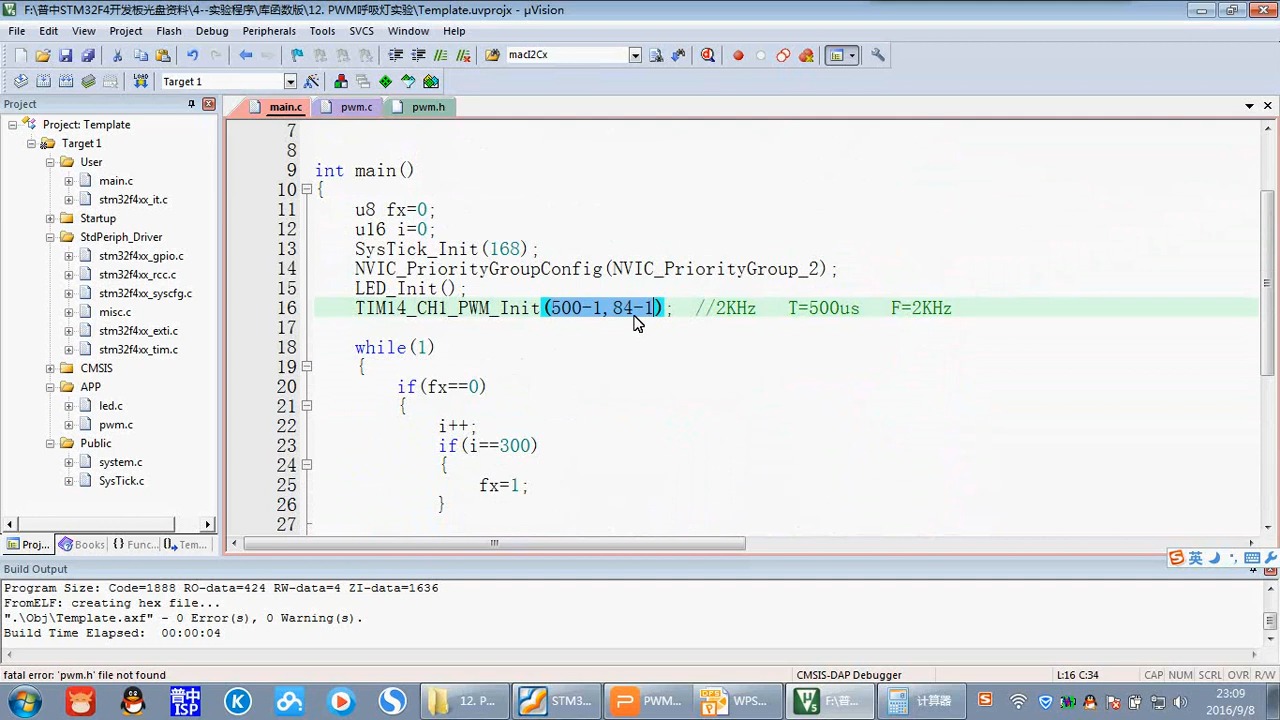 F:\普中STM32F4开发板光盘资料\4--实验程序\库函数版\12. PWM呼吸灯实验\Template.uvprojx - µVision
File Edit View Project Flash Debug Peripherals Tools SVCS Window Help
macI2Cx
LOAD Target 1
Project main.c pwm.c pwm.h
Project: Template
Target 1
User
main.c
stm32f4xx_it.c
Startup
StdPeriph_Driver
stm32f4xx_gpio.c
stm32f4xx_rcc.c
stm32f4xx_syscfg.c
misc.c
stm32f4xx_exti.c
stm32f4xx_tim.c
CMSIS
APP
led.c
pwm.c
Public
system.c
SysTick.c
Proj... Books {} Func... Tem...
7
8
9 int main()
10 {
11 u8 fx=0;
12 u16 i=0;
13 SysTick_Init(168);
14 NVIC_PriorityGroupConfig(NVIC_PriorityGroup_2);
15 LED_Init();
16 TIM14_CH1_PWM_Init(500-1,84-1); //2KHz T=500us F=2KHz
18 while(1)
19 {
20 if(fx==0)
21 {
22 i++;
23 if(i==300)
24 {
25 fx=1;
26 }
27
英
Build Output
Program Size: Code=1888 RO-data=424 RW-data=4 ZI-data=1636
FromELF: creating hex file...
".\Obj\Template.axf" - 0 Error(s), 0 Warning(s).
Build Time Elapsed: 00:00:04
fatal error: 'pwm.h' file not found CMSIS-DAP Debugger L:16 C:34 CAP NUM SCRL OVR R/W
普中ISP 12. P... STM3... PWM... WPS... F:\普... 计算器
23:09
2016/9/8